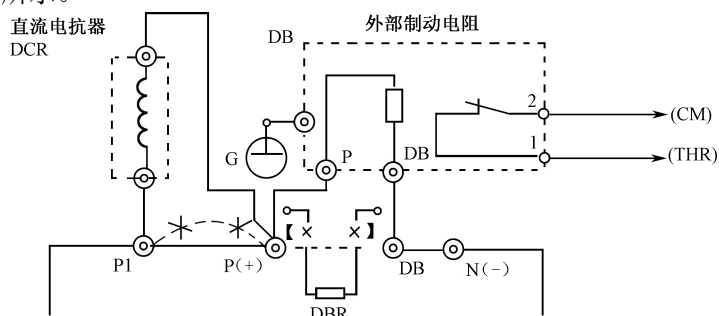 直流电抗器
DCR
外部制动电阻
DB
G
P
DB
2
1
(CM)
(THR)
P1
P(+)
DB
N(-)
DBR